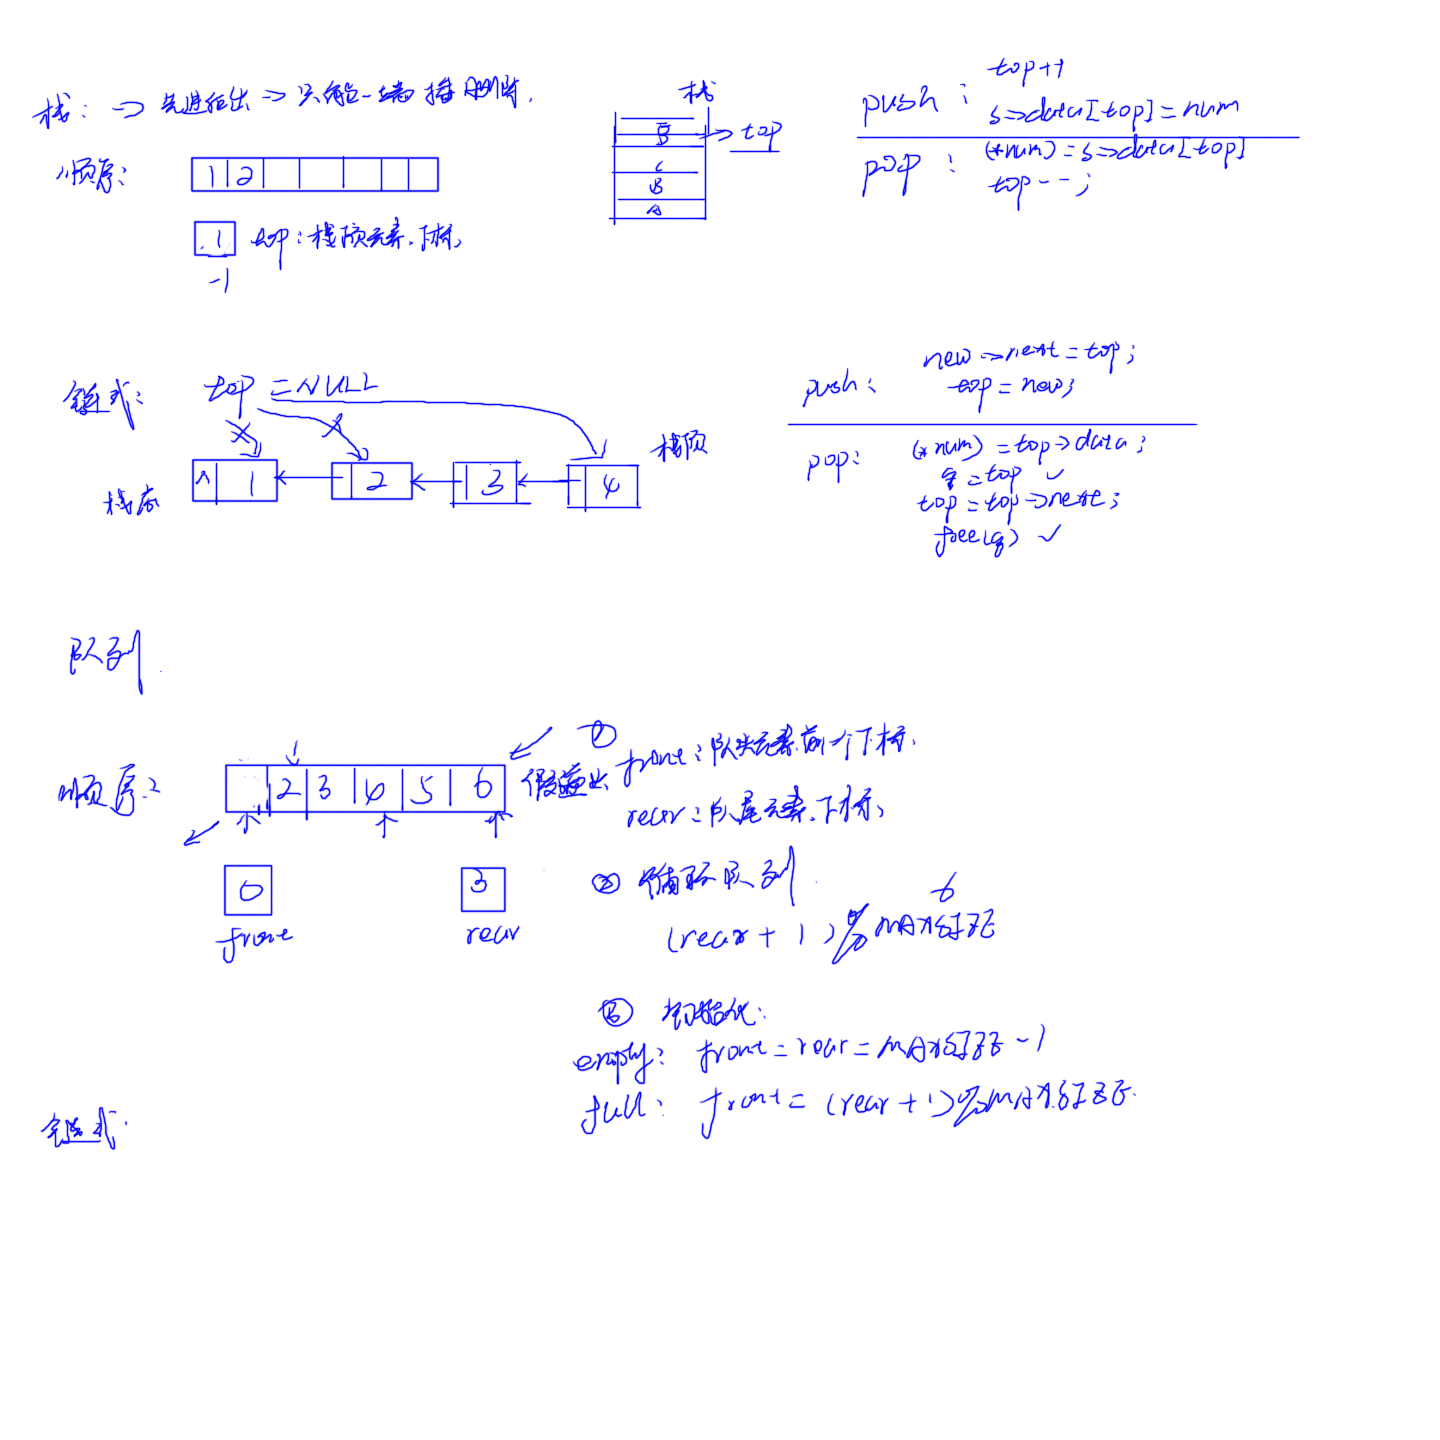 栈: → 先进后出 → 只能一端插删除.
顺序:
1 2
1
-1
top:栈顶元素下标,
栈
top
C
B
A
push:
top++
s→data[top]=num
pop:
(*num)=s→data[top]
top--;
链式:
top=NULL
^ 1 2 3 4
栈底
栈顶
push:
new→next=top;
top=new;
pop:
(*num)=top→data;
q=top ✓
top=top→next;
free(q) ✓
队列.
顺序:
2 3 4 5 6
假溢出
0
front
3
rear
① front:队头元素前一个下标,
rear:队尾元素下标,
② 循环队列.
6
(rear+1)%MAXSIZE
③ 初始化:
empty: front=rear=MAXSIZE-1
full: front=(rear+1)%MAXSIZE.
链式.